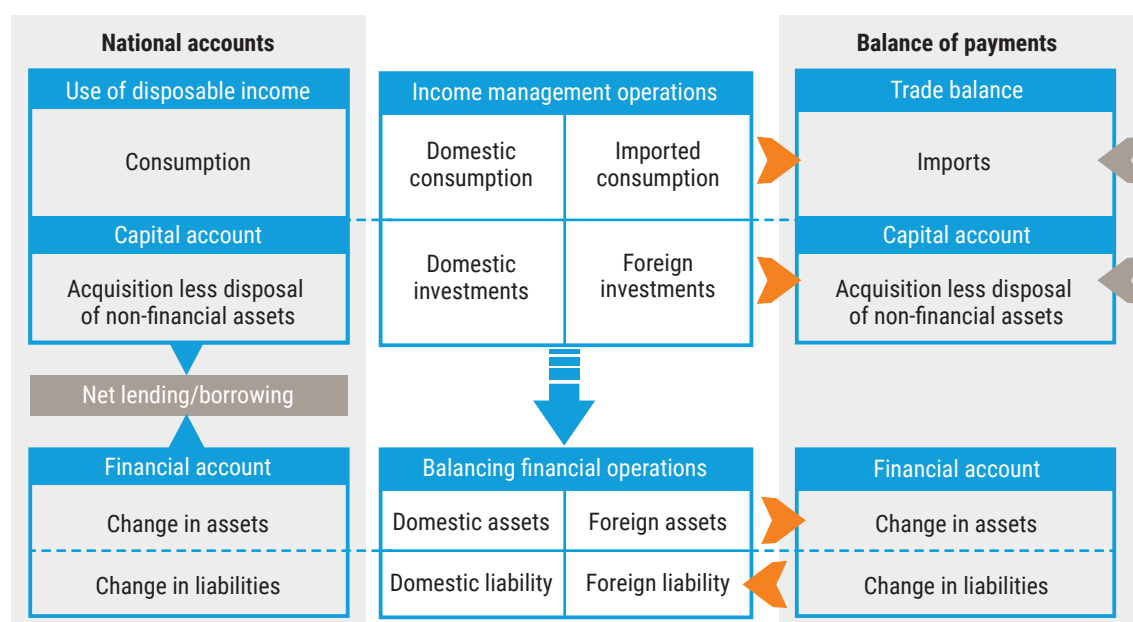 National accounts
Balance of payments
Use of disposable income
Income management operations
Trade balance
Consumption
Domestic
consumption
Imported
consumption
Imports
Capital account
Capital account
Domestic
investments
Foreign
investments
Acquisition less disposal
of non-financial assets
Acquisition less disposal
of non-financial assets
Net lending/borrowing
Financial account
Balancing financial operations
Financial account
Change in assets
Domestic assets
Foreign assets
Change in assets
Change in liabilities
Domestic liability
Foreign liability
Change in liabilities